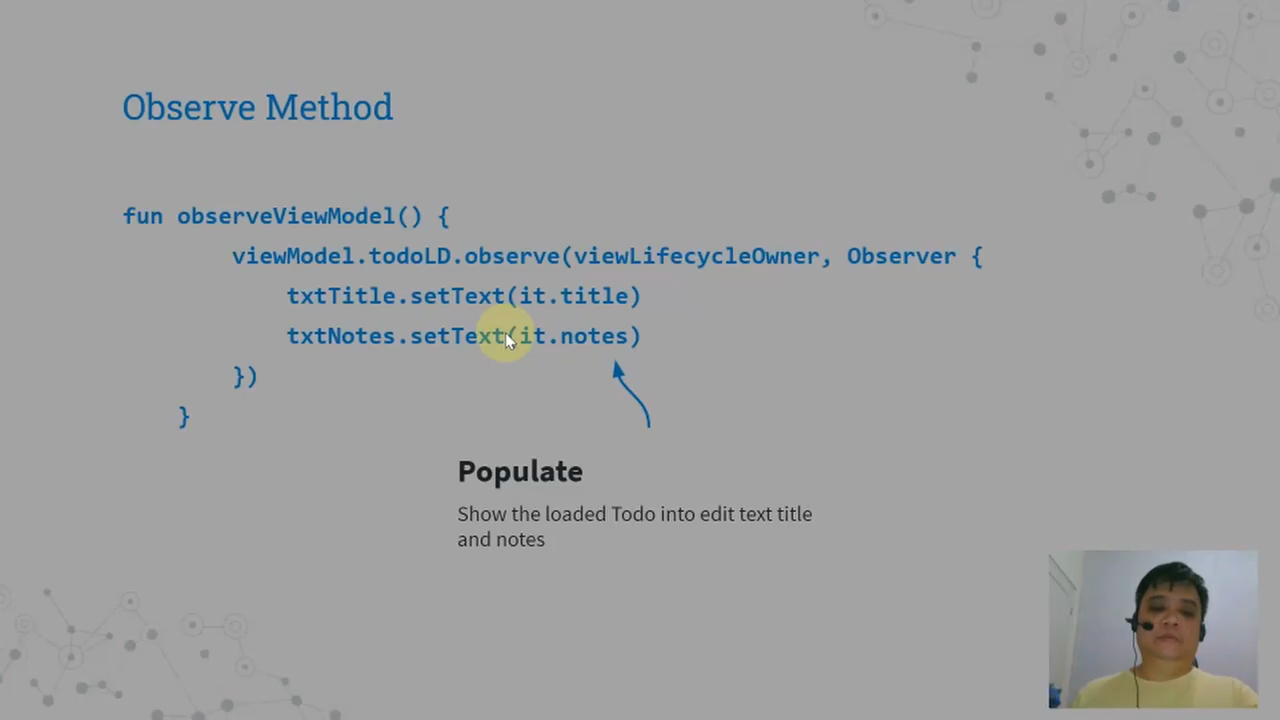 Observe Method
fun observeViewModel() {
viewModel.todoLD.observe(viewLifecycleOwner, Observer {
txtTitle.setText(it.title)
txtNotes.setText(it.notes)
})
}
Populate
Show the loaded Todo into edit text title
and notes